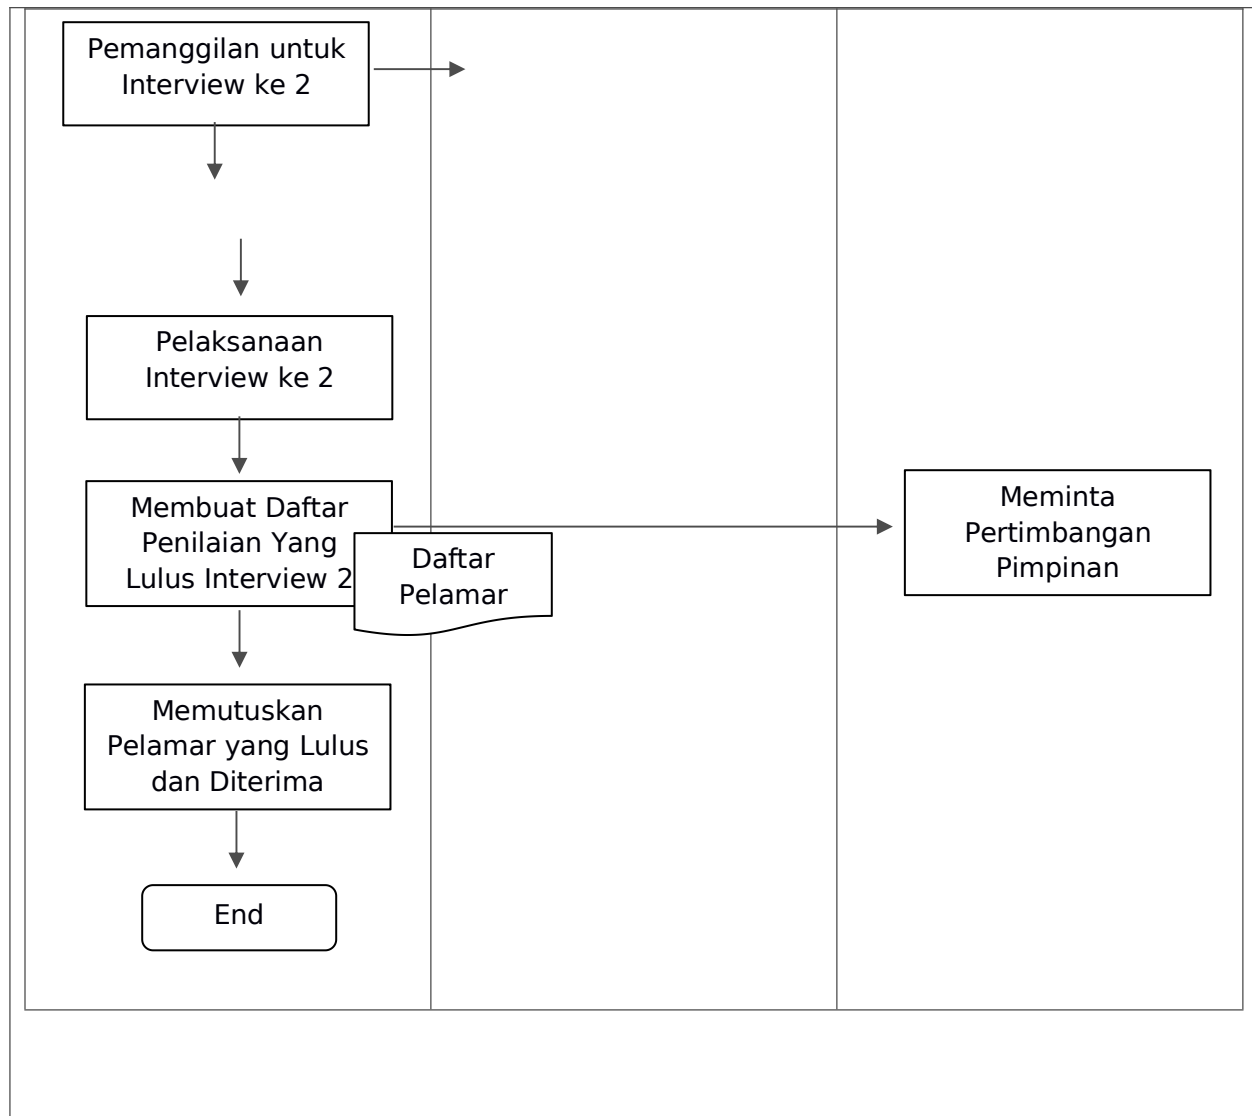 Pemanggilan untuk
Interview ke 2
Pelaksanaan
Interview ke 2
Membuat Daftar
Penilaian Yang
Lulus Interview 2
Daftar
Pelamar
Meminta
Pertimbangan
Pimpinan
Memutuskan
Pelamar yang Lulus
dan Diterima
End